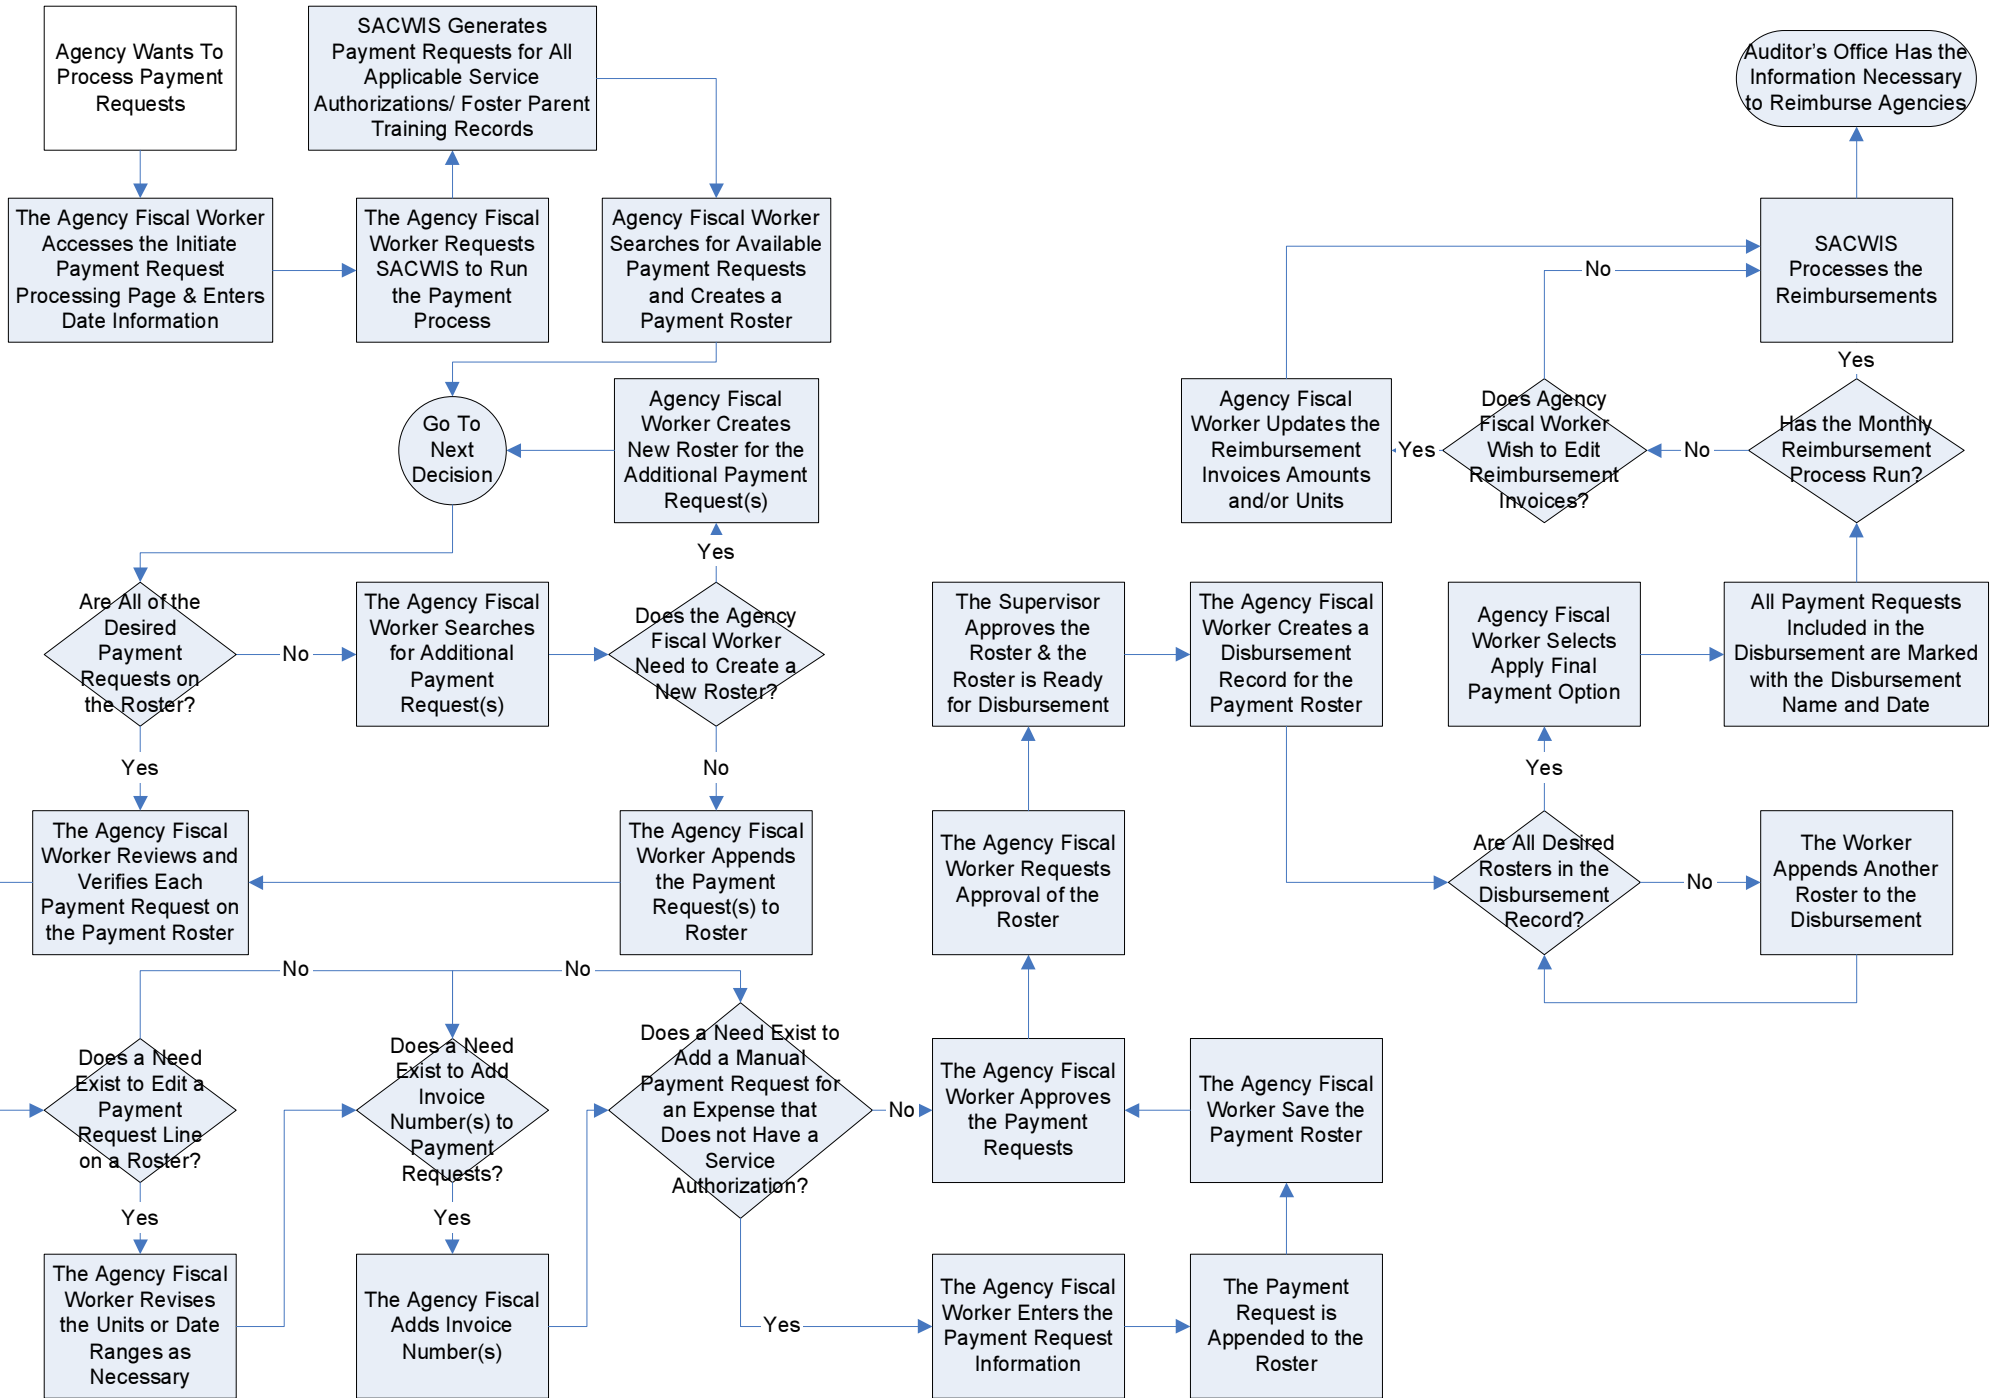 Agency Wants To
Process Payment
Requests
SACWIS Generates
Payment Requests for All
Applicable Service
Authorizations/ Foster Parent
Training Records
Auditor's Office Has the
Information Necessary
to Reimburse Agencies
The Agency Fiscal Worker
Accesses the Initiate
Payment Request
Processing Page & Enters
Date Information
The Agency Fiscal
Worker Requests
SACWIS to Run
the Payment
Process
Agency Fiscal Worker
Searches for Available
Payment Requests
and Creates a
Payment Roster
No
SACWIS
Processes the
Reimbursements
Go To
Next
Decision
Agency Fiscal
Worker Creates
New Roster for the
Additional Payment
Request(s)
Agency Fiscal
Worker Updates the
Reimbursement
Invoices Amounts
and/or Units
Yes
Does Agency
Fiscal Worker
Wish to Edit
Reimbursement
Invoices?
No
Yes
Has the Monthly
Reimbursement
Process Run?
Yes
Are All of the
Desired
Payment
Requests on
the Roster?
No
The Agency Fiscal
Worker Searches
for Additional
Payment
Request(s)
Does the Agency
Fiscal Worker
Need to Create a
New Roster?
The Supervisor
Approves the
Roster & the
Roster is Ready
for Disbursement
The Agency Fiscal
Worker Creates a
Disbursement
Record for the
Payment Roster
Agency Fiscal
Worker Selects
Apply Final
Payment Option
All Payment Requests
Included in the
Disbursement are Marked
with the Disbursement
Name and Date
Yes
No
Yes
The Agency Fiscal
Worker Reviews and
Verifies Each
Payment Request on
the Payment Roster
The Agency Fiscal
Worker Appends
the Payment
Request(s) to
Roster
The Agency Fiscal
Worker Requests
Approval of the
Roster
Are All Desired
Rosters in the
Disbursement
Record?
No
The Worker
Appends Another
Roster to the
Disbursement
No
No
Does a Need
Exist to Edit a
Payment
Request Line
on a Roster?
Does a Need
Exist to Add
Invoice
Number(s) to
Payment
Requests?
Does a Need Exist to
Add a Manual
Payment Request for
an Expense that
Does not Have a
Service
Authorization?
No
The Agency Fiscal
Worker Approves
the Payment
Requests
The Agency Fiscal
Worker Save the
Payment Roster
Yes
Yes
The Agency Fiscal
Worker Revises
the Units or Date
Ranges as
Necessary
The Agency Fiscal
Adds Invoice
Number(s)
Yes
The Agency Fiscal
Worker Enters the
Payment Request
Information
The Payment
Request is
Appended to the
Roster